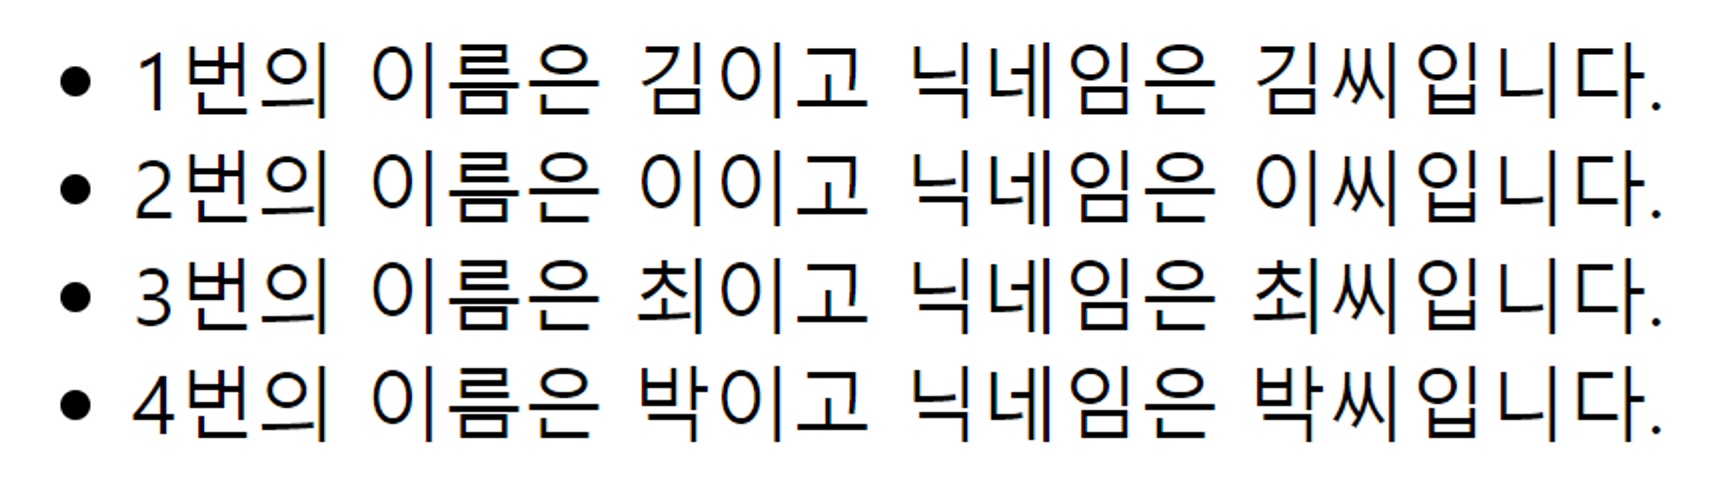 • 1번의 이름은 김이고 닉네임은 김씨입니다.
• 2번의 이름은 이이고 닉네임은 이씨입니다.
• 3번의 이름은 최이고 닉네임은 최씨입니다.
• 4번의 이름은 박이고 닉네임은 박씨입니다.